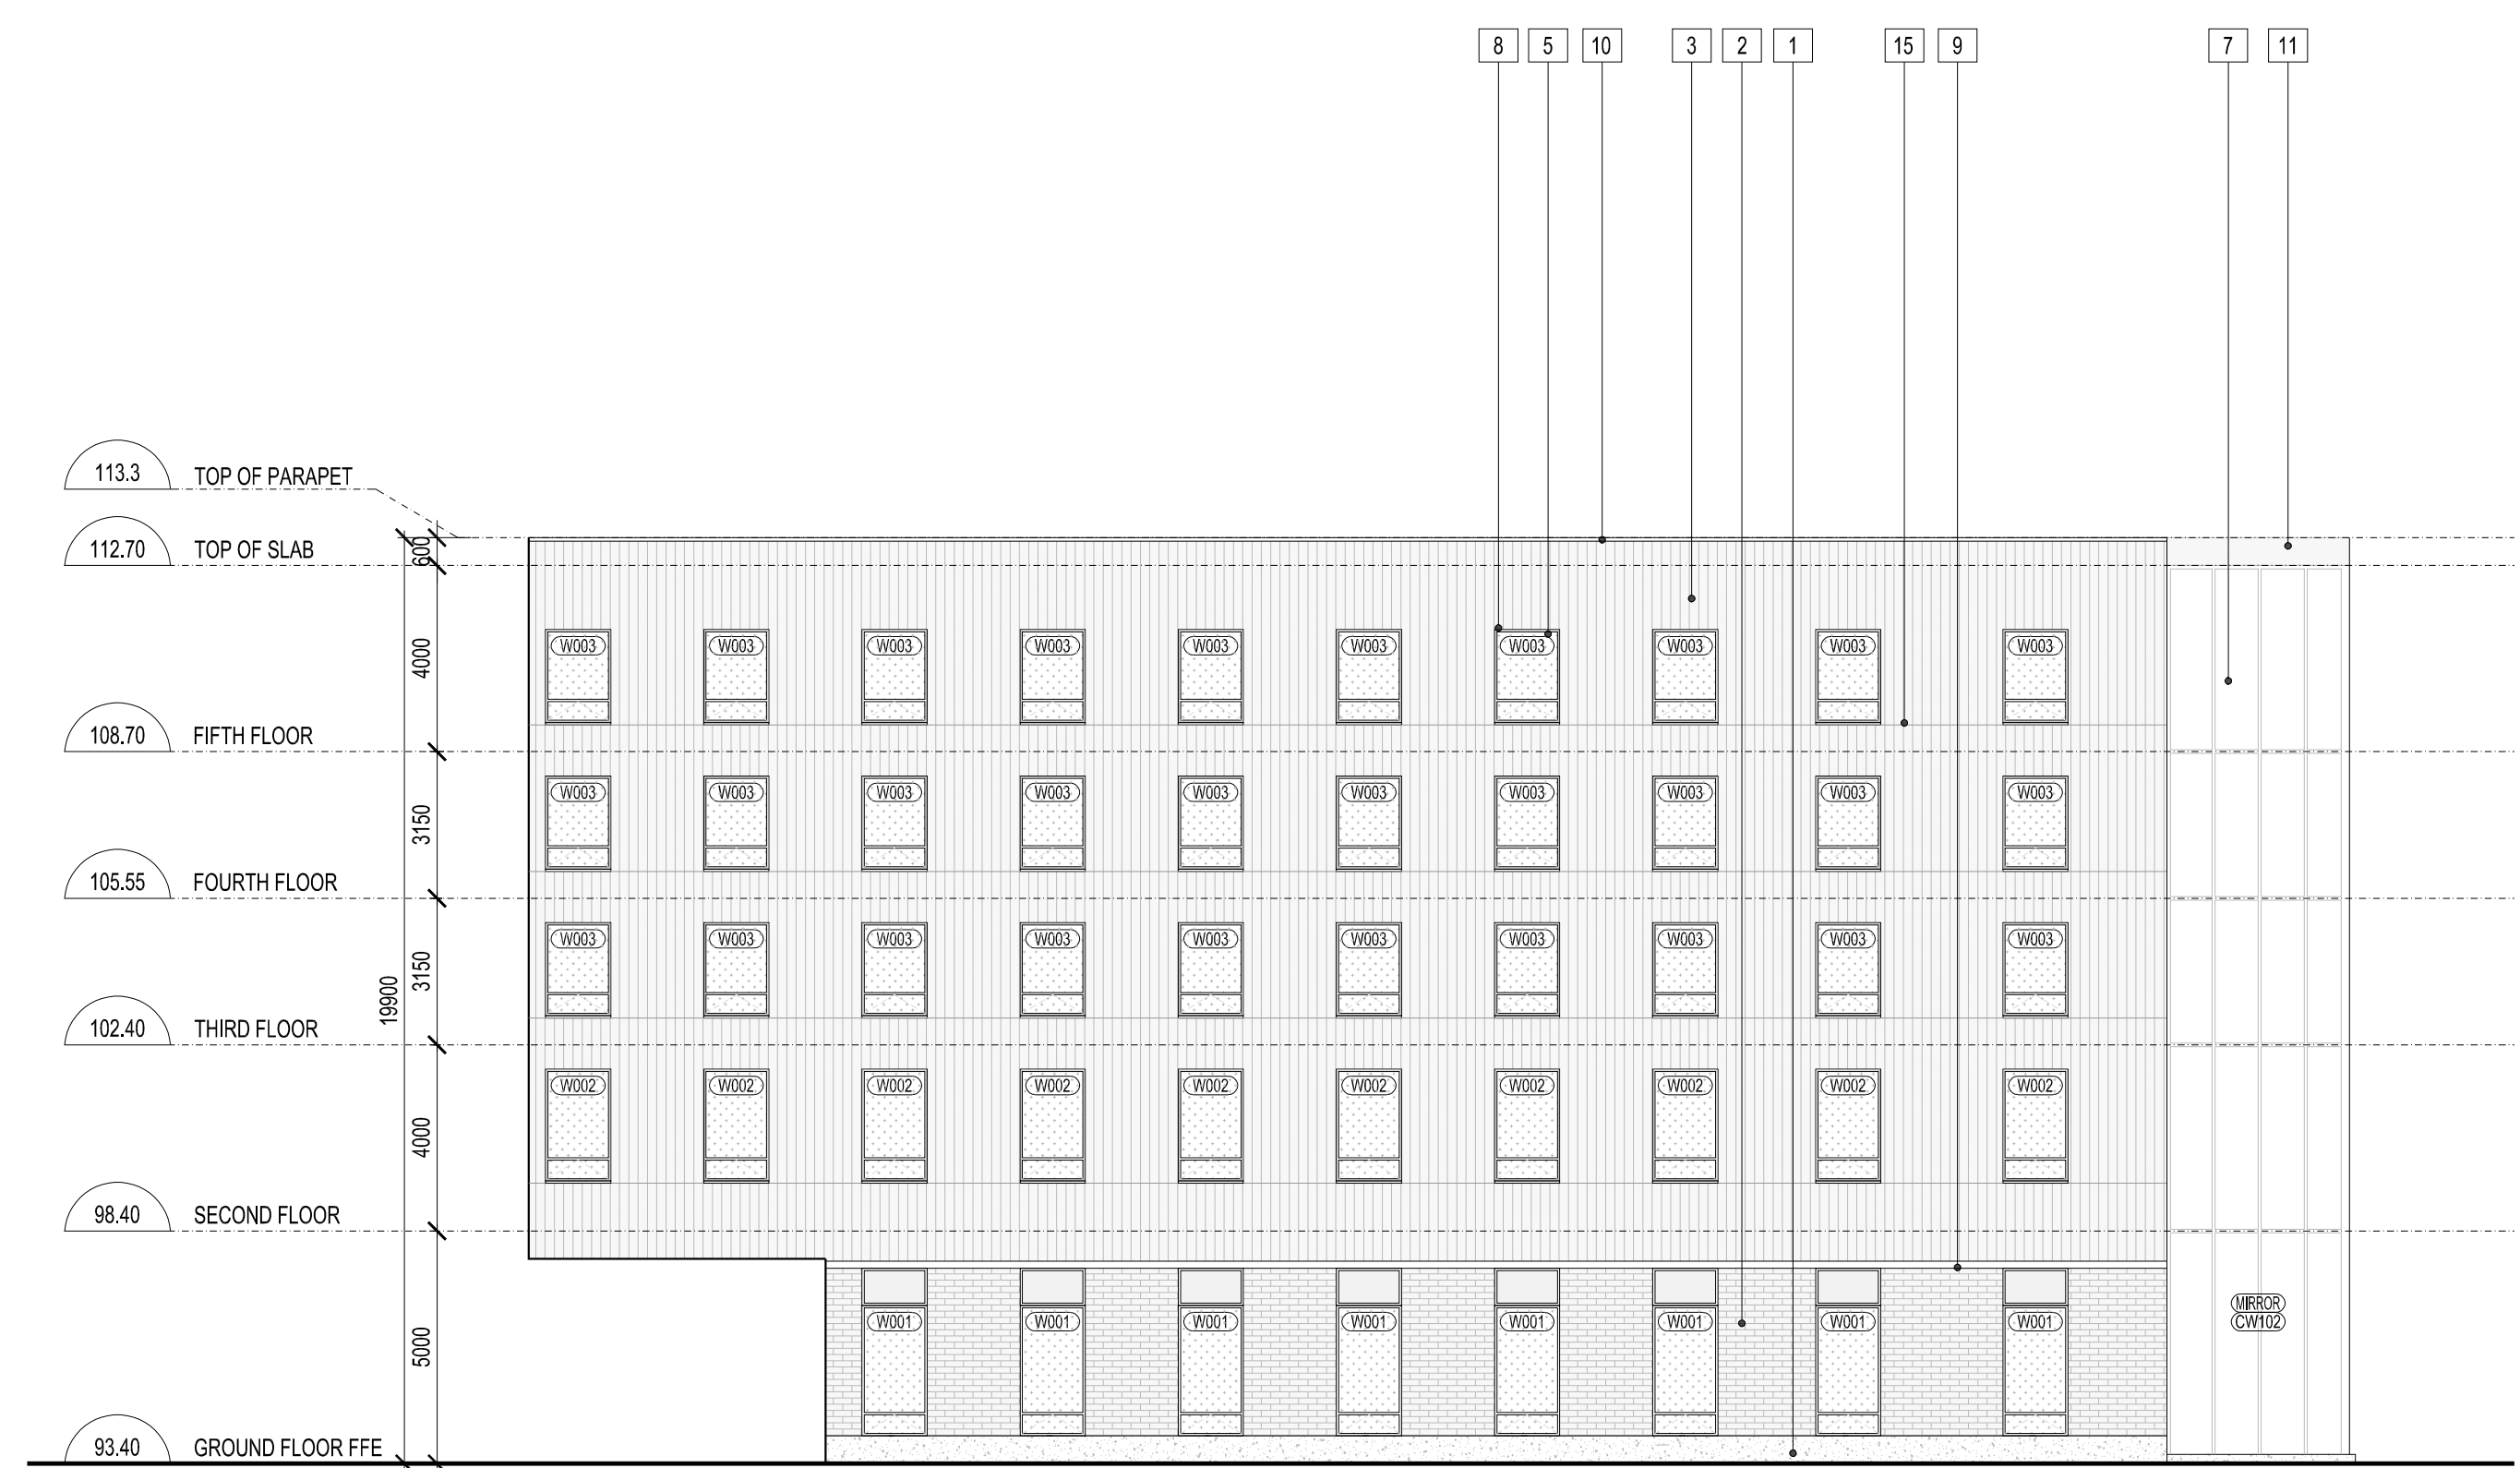 8 5 10 3 2 1 15 9 7 11
113.3 TOP OF PARAPET
112.70 TOP OF SLAB
600
W003 W003 W003 W003 W003 W003 W003 W003 W003 W003
4000
108.70 FIFTH FLOOR
W003 W003 W003 W003 W003 W003 W003 W003 W003 W003
3150
105.55 FOURTH FLOOR
W003 W003 W003 W003 W003 W003 W003 W003 W003 W003
3150
19900
102.40 THIRD FLOOR
W002 W002 W002 W002 W002 W002 W002 W002 W002 W002
4000
98.40 SECOND FLOOR
MIRROR
W001 W001 W001 W001 W001 W001 W001 W001 CW102
5000
93.40 GROUND FLOOR FFE